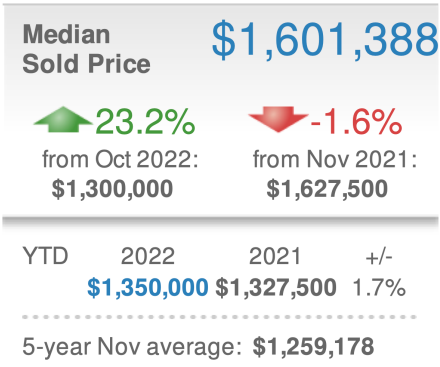 Median $1,601,388
Sold Price
23.2% -1.6%
from Oct 2022: from Nov 2021:
$1,300,000 $1,627,500
YTD 2022 2021 +/-
$1,350,000 $1,327,500 1.7%
5-year Nov average: $1,259,178